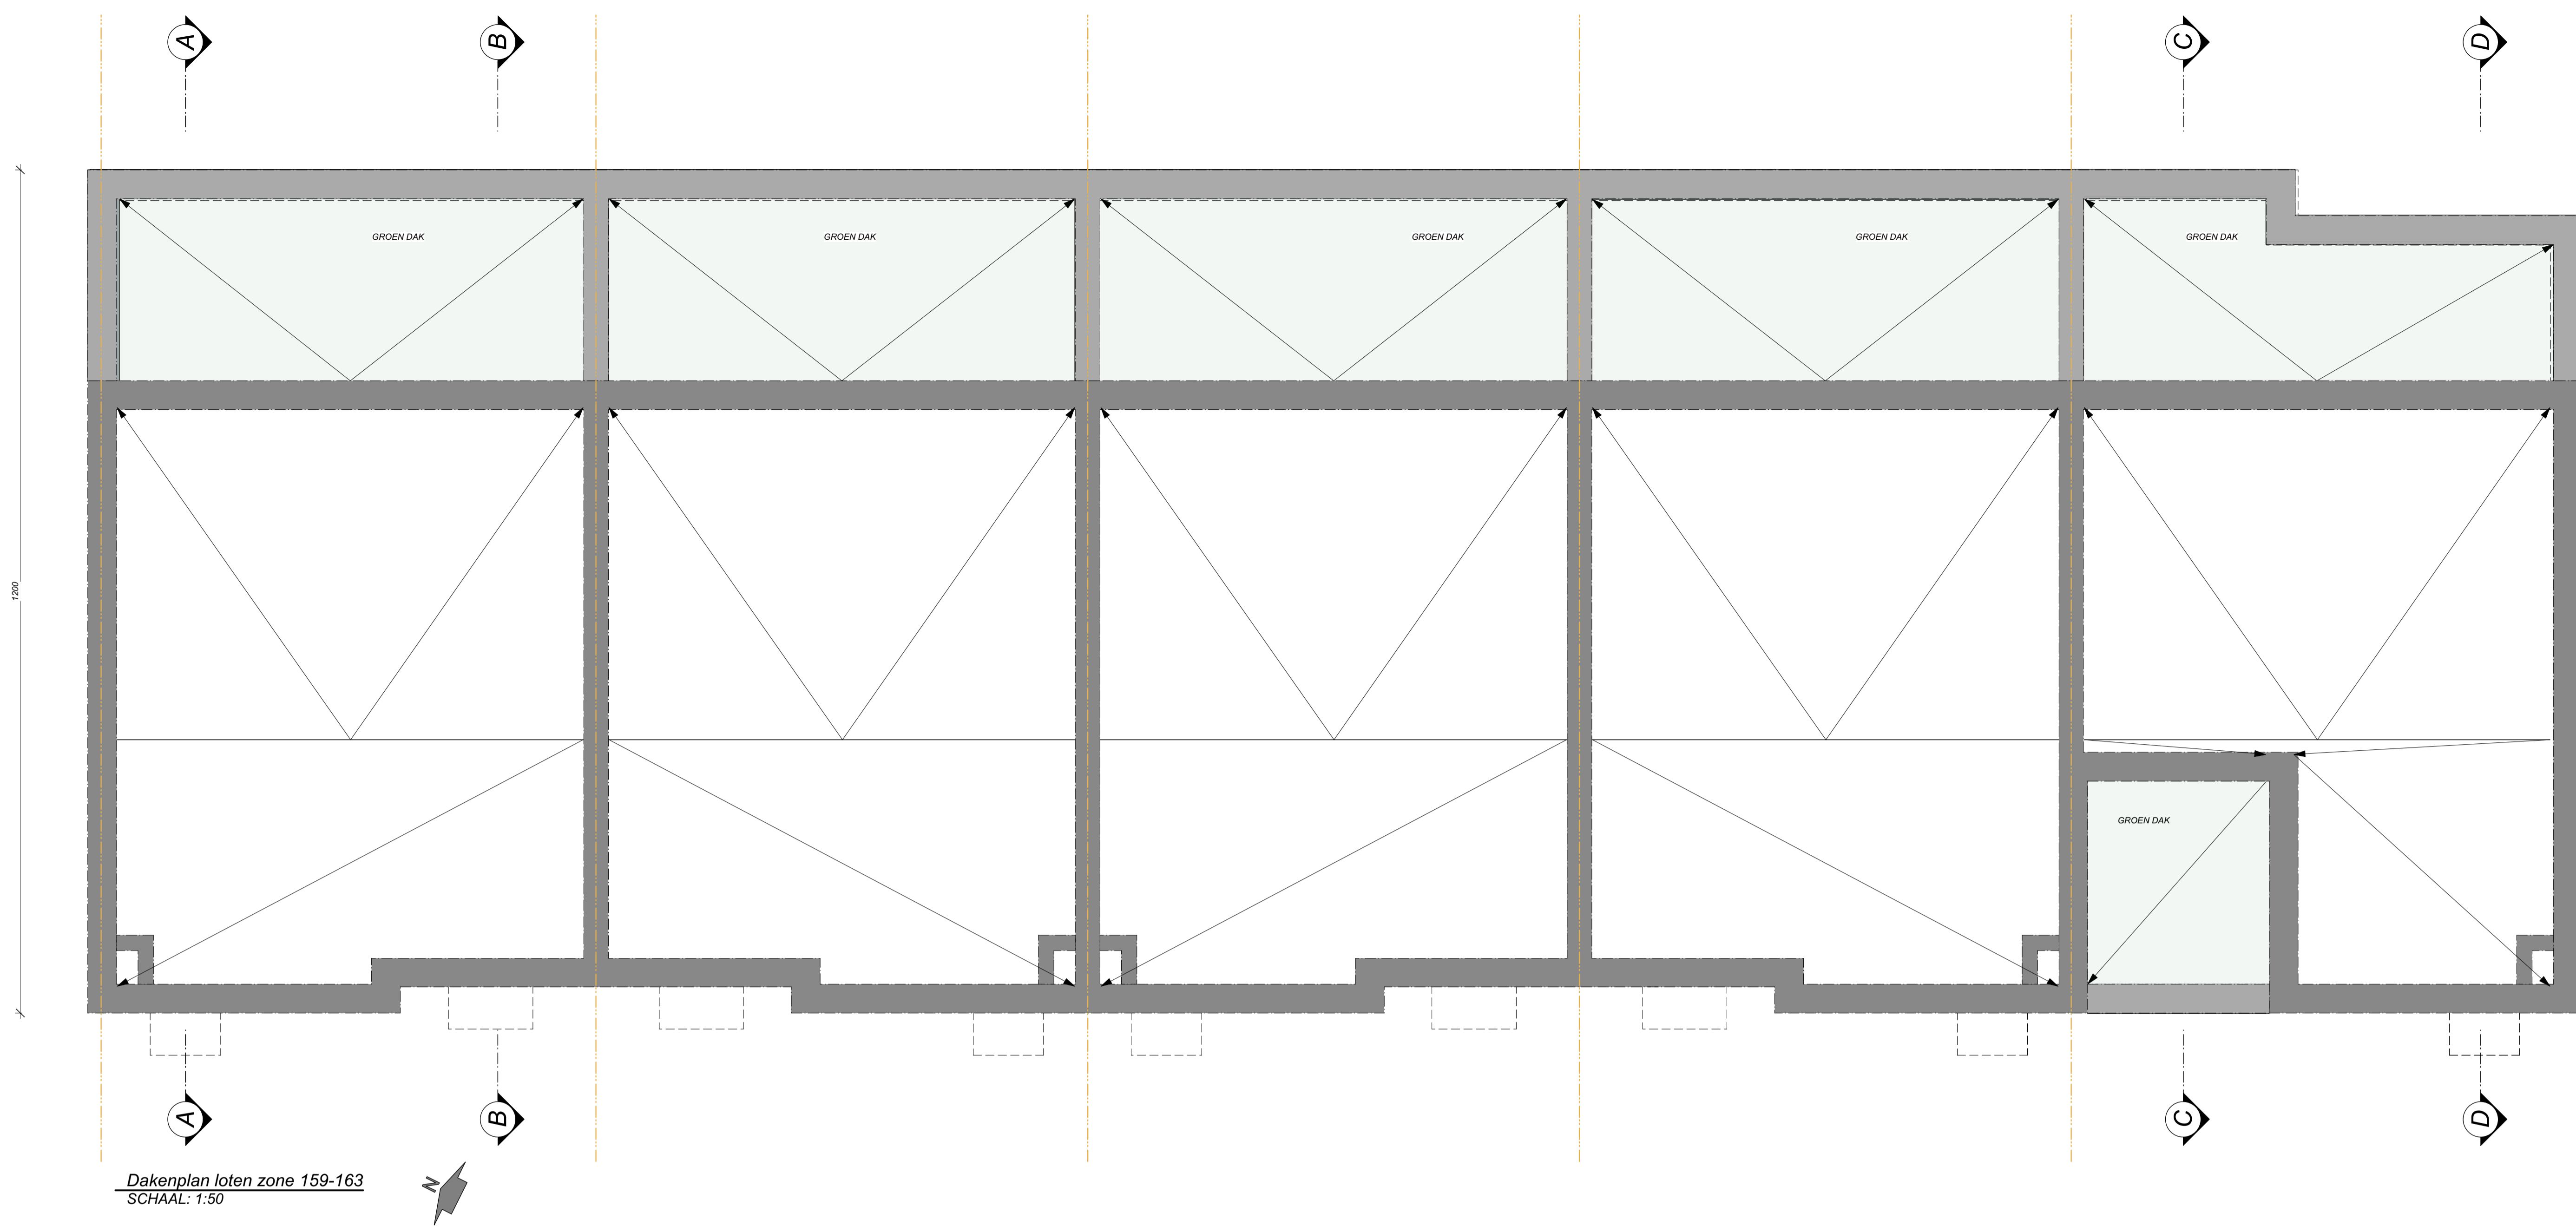 A
B
C
D
GROEN DAK
GROEN DAK
GROEN DAK
GROEN DAK
GROEN DAK
1200
GROEN DAK
A
B
C
D
Dakenplan loten zone 159-163
SCHAAL: 1:50
N